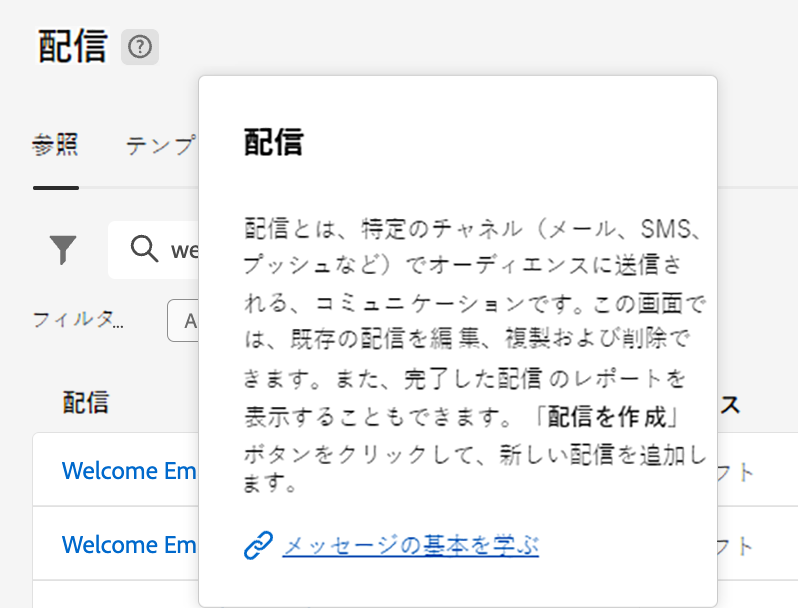 配信
?
参照 テンプ
配信
配信とは、特定のチャネル（メール、SMS、
プッシュなど）でオーディエンスに送信さ
れる、コミュニケーションです。この画面で
は、既存の配信を編集、複製および削除で
きます。また、完了した配信のレポートを
表示することもできます。「配信を作成」
ボタンをクリックして、新しい配信を追加し
ます。
メッセージの基本を学ぶ
we
フィルタ... A
配信 ス
Welcome Em フト
Welcome Em フト